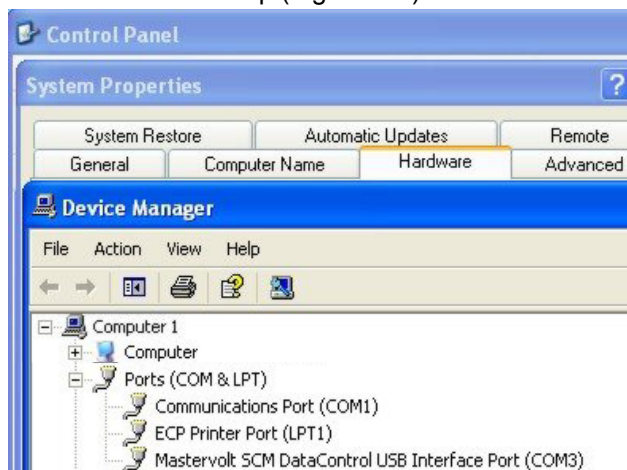 Control Panel
System Properties
?
System Restore Automatic Updates Remote
General Computer Name Hardware Advanced
Device Manager
File Action View Help
Computer 1
Computer
Ports (COM & LPT)
Communications Port (COM1)
ECP Printer Port (LPT1)
Mastervolt SCM DataControl USB Interface Port (COM3)